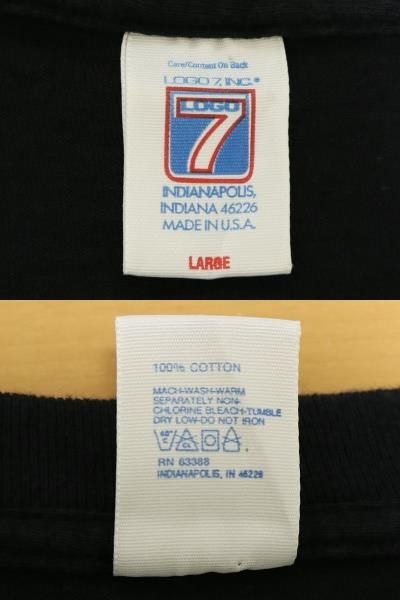 Care/Content On Back
LOGO 7, INC.®
LOGO
7
INDIANAPOLIS,
INDIANA 46226
MADE IN U.S.A.
LARGE
100% COTTON
MACH-WASH-WARM
SEPARATELY NON-
CHLORINE BLEACH-TUMBLE
DRY LOW-DO NOT IRON
RN 63388
INDIANAPOLIS, IN 46226